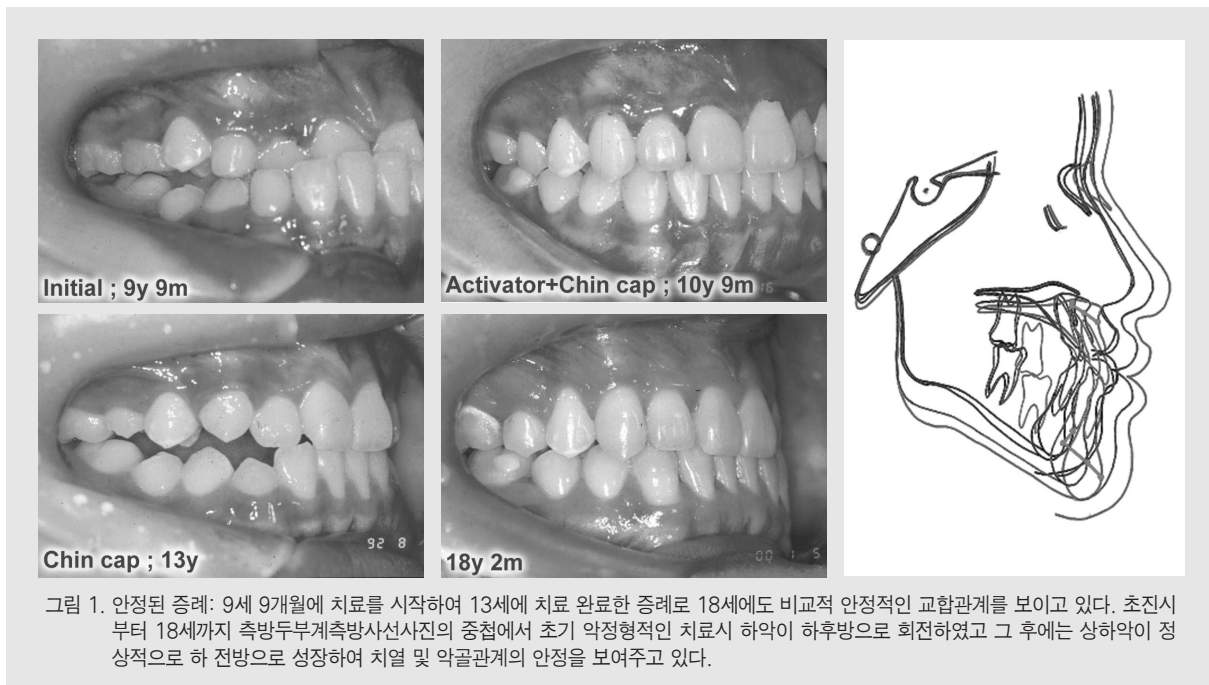 Initial ; 9y 9m
Activator+Chin cap ; 10y 9m
Chin cap ; 13y
92 8
18y 2m
00 1 5
그림 1. 안정된 증례: 9세 9개월에 치료를 시작하여 13세에 치료 완료한 증례로 18세에도 비교적 안정적인 교합관계를 보이고 있다. 초진시
부터 18세까지 측방두부계측방사선사진의 중첩에서 초기 악정형적인 치료시 하악이 하후방으로 회전하였고 그 후에는 상하악이 정
상적으로 하 전방으로 성장하여 치열 및 악골관계의 안정을 보여주고 있다.